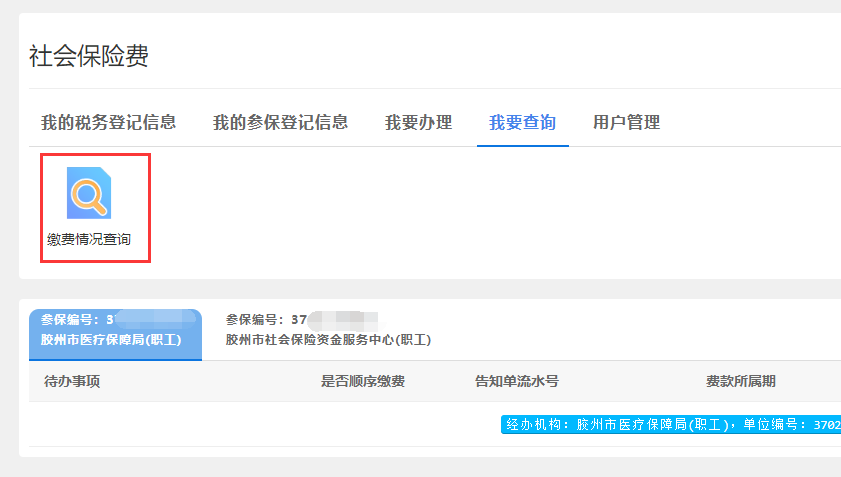 社会保险费
我的税务登记信息 我的参保登记信息 我要办理 我要查询 用户管理
缴费情况查询
参保编号: 3 参保编号: 37
胶州市医疗保障局(职工) 胶州市社会保险资金服务中心(职工)
待办事项 是否顺序缴费 告知单流水号 费款所属期
经办机构: 胶州市医疗保障局(职工), 单位编号: 3702